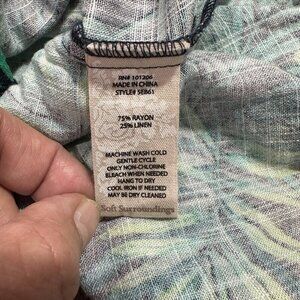 RN# 101206
MADE IN CHINA
STYLE# 5EB61
75% RAYON
25% LINEN
MACHINE WASH COLD
GENTLE CYCLE
ONLY NON-CHLORINE
BLEACH WHEN NEEDED
HANG TO DRY
COOL IRON IF NEEDED
MAY BE DRY CLEANED
Soft Surroundings